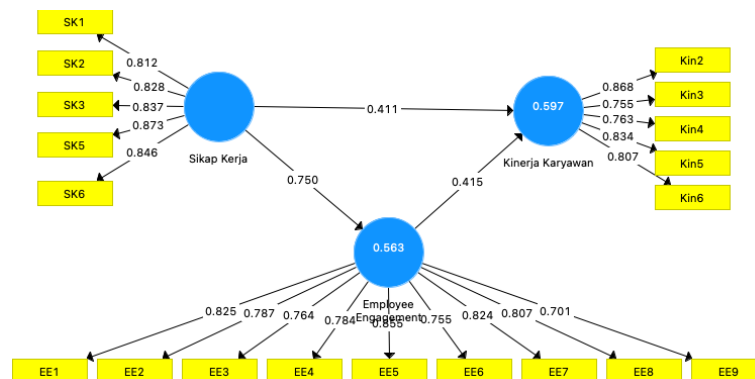 SK1
SK2
SK3
SK5
SK6
0.812
0.828
0.837
0.873
0.846
Sikap Kerja
0.411
0.750
0.415
0.597
Kinerja Karyawan
0.868
0.755
0.763
0.834
0.807
Kin2
Kin3
Kin4
Kin5
Kin6
0.563
Employee
Engagement
0.825
0.787
0.764
0.784
0.855
0.755
0.824
0.807
0.701
EE1
EE2
EE3
EE4
EE5
EE6
EE7
EE8
EE9